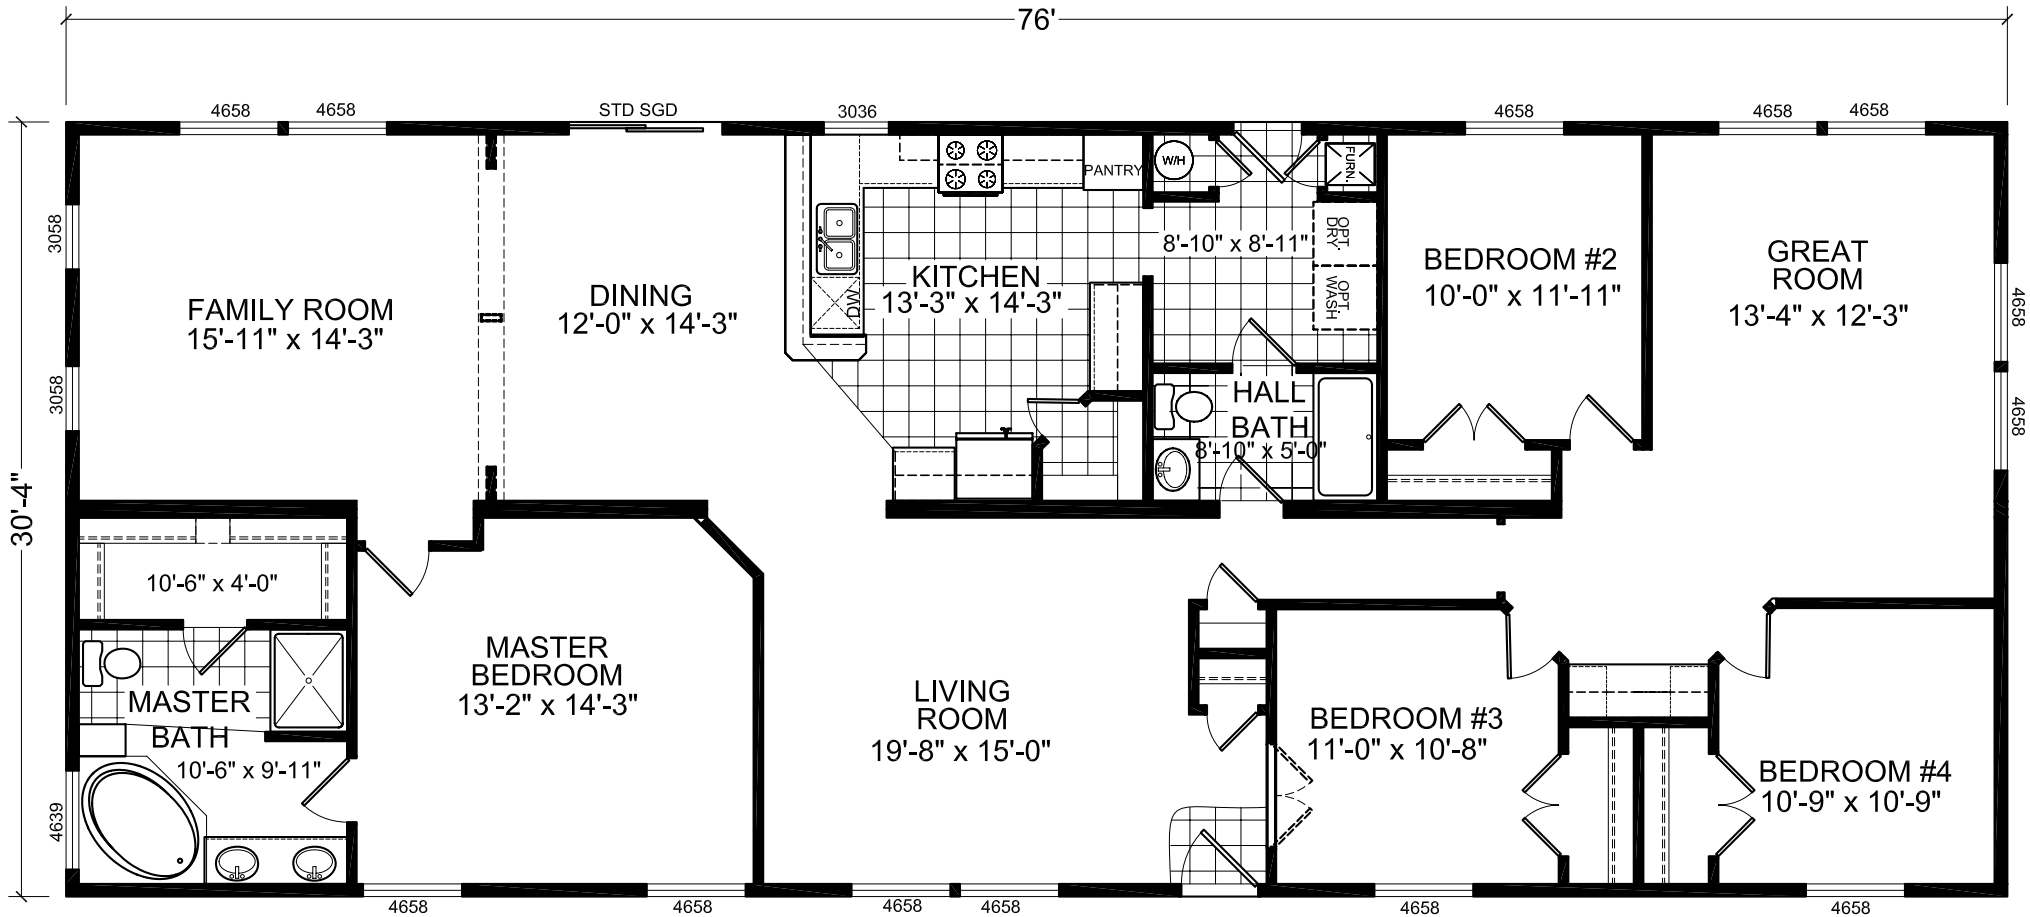 76'
4658
4658
STD SGD
3036
4658
4658
4658
30'-4"
3058
3058
4639
FAMILY ROOM
15'-11" x 14'-3"
DINING
12'-0" x 14'-3"
DW
KITCHEN
13'-3" x 14'-3"
PANTRY
W/H
FURN.
8'-10" x 8'-11"
OPT.
DRY
OPT.
WASH
HALL
BATH
8'-10" x 5'-0"
BEDROOM #2
10'-0" x 11'-11"
GREAT
ROOM
13'-4" x 12'-3"
4658
4658
10'-6" x 4'-0"
MASTER
BATH
10'-6" x 9'-11"
MASTER
BEDROOM
13'-2" x 14'-3"
LIVING
ROOM
19'-8" x 15'-0"
BEDROOM #3
11'-0" x 10'-8"
BEDROOM #4
10'-9" x 10'-9"
4658
4658
4658
4658
4658
4658